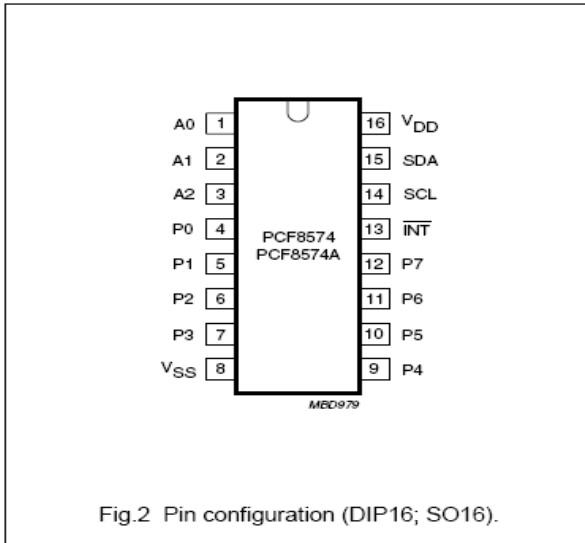 A0 1 16 VDD
A1 2 15 SDA
A2 3 14 SCL
P0 4 13 INT
PCF8574
PCF8574A
P1 5 12 P7
P2 6 11 P6
P3 7 10 P5
VSS 8 9 P4
MBD979
Fig.2 Pin configuration (DIP16; SO16).